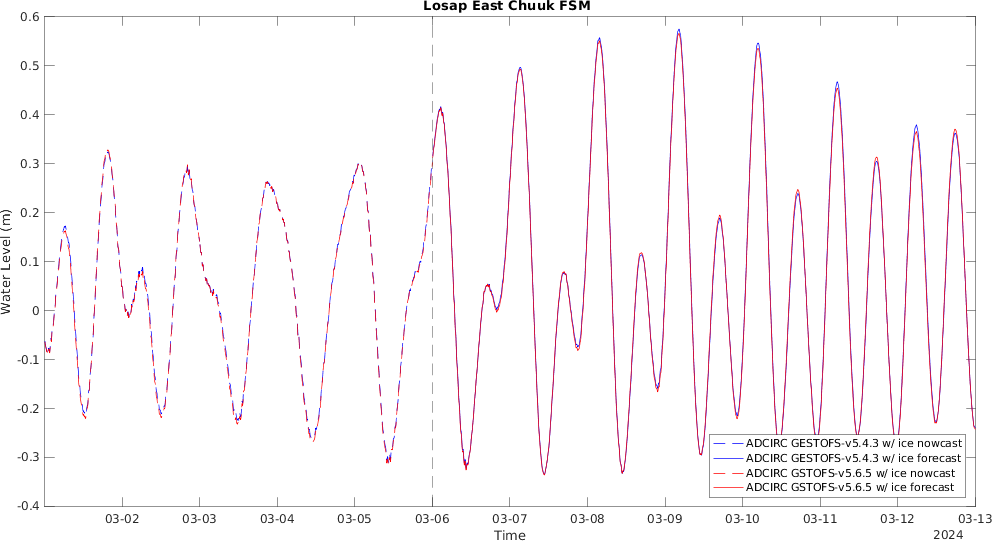 Losap East Chuuk FSM
0.6
0.5
0.4
0.3
0.2
0.1
0
-0.1
-0.2
-0.3
-0.4
Water Level (m)
ADCIRC GESTOFS-v5.4.3 w/ ice nowcast
ADCIRC GESTOFS-v5.4.3 w/ ice forecast
ADCIRC GSTOFS-v5.6.5 w/ ice nowcast
ADCIRC GSTOFS-v5.6.5 w/ ice forecast
03-02 03-03 03-04 03-05 03-06 03-07 03-08 03-09 03-10 03-11 03-12 03-13
Time
2024